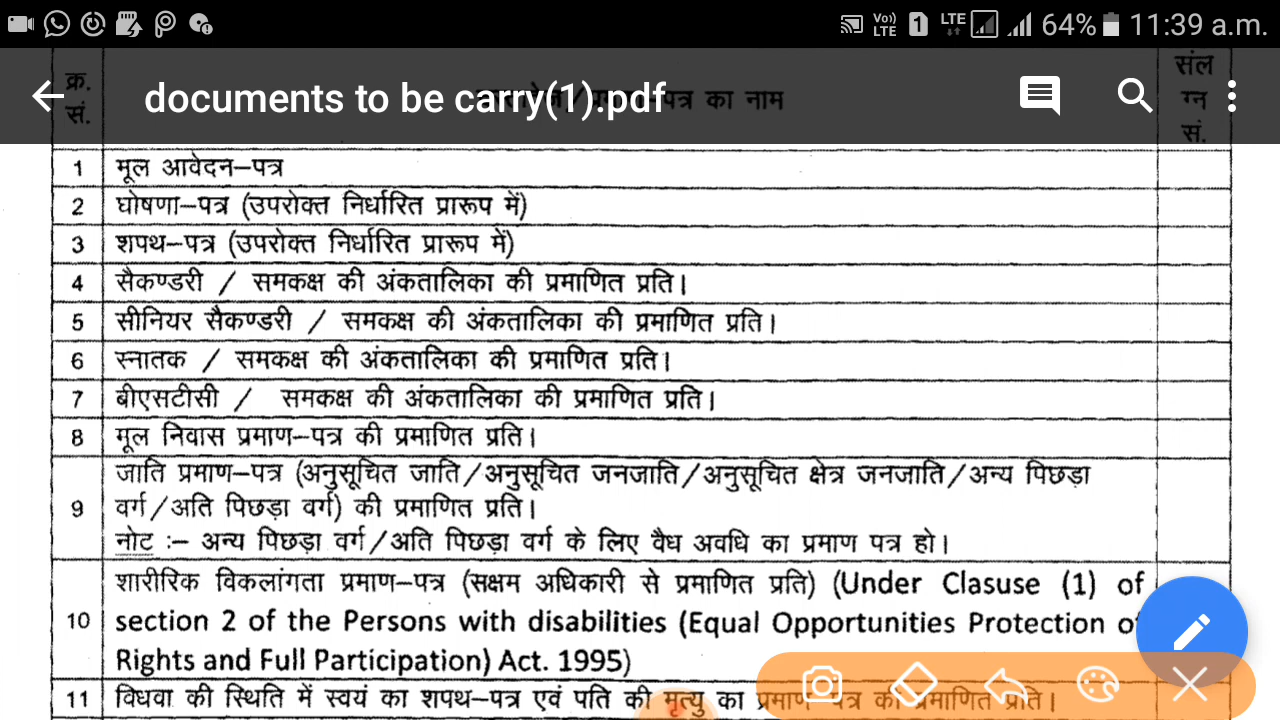 1 LTE 64% 11:39 a.m.
Vo)) LTE
documents to be carry(1).pdf
क्र. सं.
पत्र का नाम
संल ग्न सं.
1 मूल आवेदन–पत्र
2 घोषणा–पत्र (उपरोक्त निर्धारित प्रारूप में)
3 शपथ–पत्र (उपरोक्त निर्धारित प्रारूप में)
4 सैकण्डरी / समकक्ष की अंकतालिका की प्रमाणित प्रति।
5 सीनियर सैकण्डरी / समकक्ष की अंकतालिका की प्रमाणित प्रति।
6 स्नातक / समकक्ष की अंकतालिका की प्रमाणित प्रति।
7 बीएसटीसी / समकक्ष की अंकतालिका की प्रमाणित प्रति।
8 मूल निवास प्रमाण–पत्र की प्रमाणित प्रति।
जाति प्रमाण–पत्र (अनुसूचित जाति/अनुसूचित जनजाति/अनुसूचित क्षेत्र जनजाति/अन्य पिछड़ा
9 वर्ग/अति पिछड़ा वर्ग) की प्रमाणित प्रति।
नोट :– अन्य पिछड़ा वर्ग/अति पिछड़ा वर्ग के लिए वैध अवधि का प्रमाण पत्र हो।
शारीरिक विकलांगता प्रमाण–पत्र (सक्षम अधिकारी से प्रमाणित प्रति) (Under Clasuse (1) of
10 section 2 of the Persons with disabilities (Equal Opportunities Protection of
Rights and Full Participation) Act. 1995)
11 विधवा की स्थिति में स्वयं का शपथ–पत्र एवं पति की मृत्यु का प्रमाण पत्र की प्रमाणित प्रति।